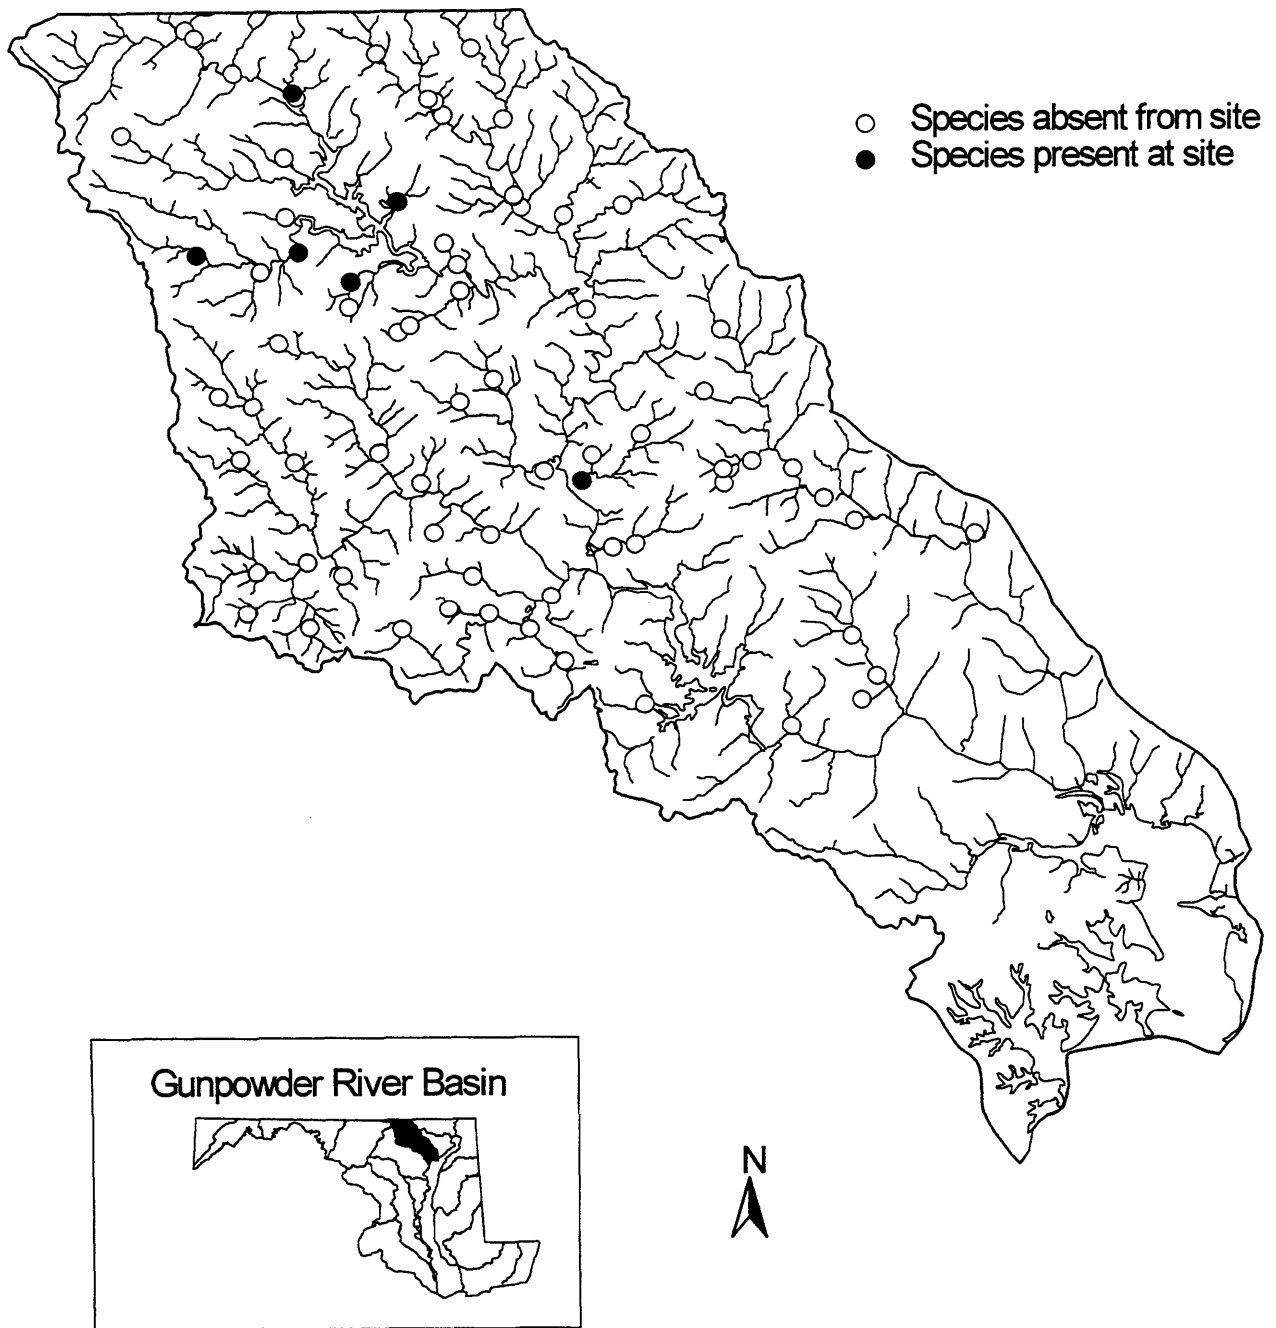 Species absent from site
Species present at site
Gunpowder River Basin
N